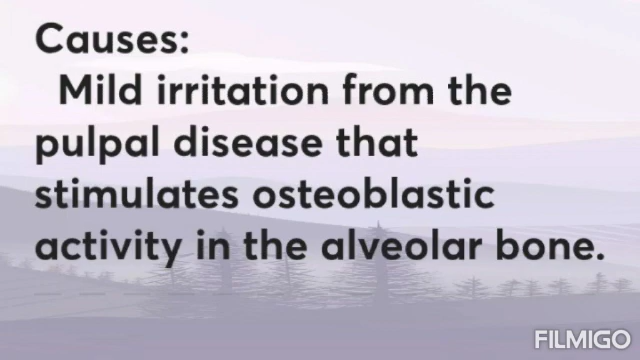 Causes:
Mild irritation from the
pulpal disease that
stimulates osteoblastic
activity in the alveolar bone.
FILMIGO